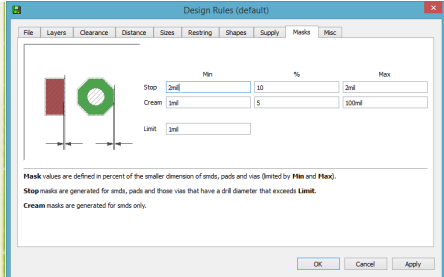 Design Rules (default)
File Layers Clearance Distance Sizes Restring Shapes Supply Masks Misc
Min % Max
Stop 2mil 10 2mil
Cream 1mil 5 100mil
Limit 1mil
Mask values are defined in percent of the smaller dimension of smds, pads and vias (limited by Min and Max).
Stop masks are generated for smds, pads and those vias that have a drill diameter that exceeds Limit.
Cream masks are generated for smds only.
OK Cancel Apply